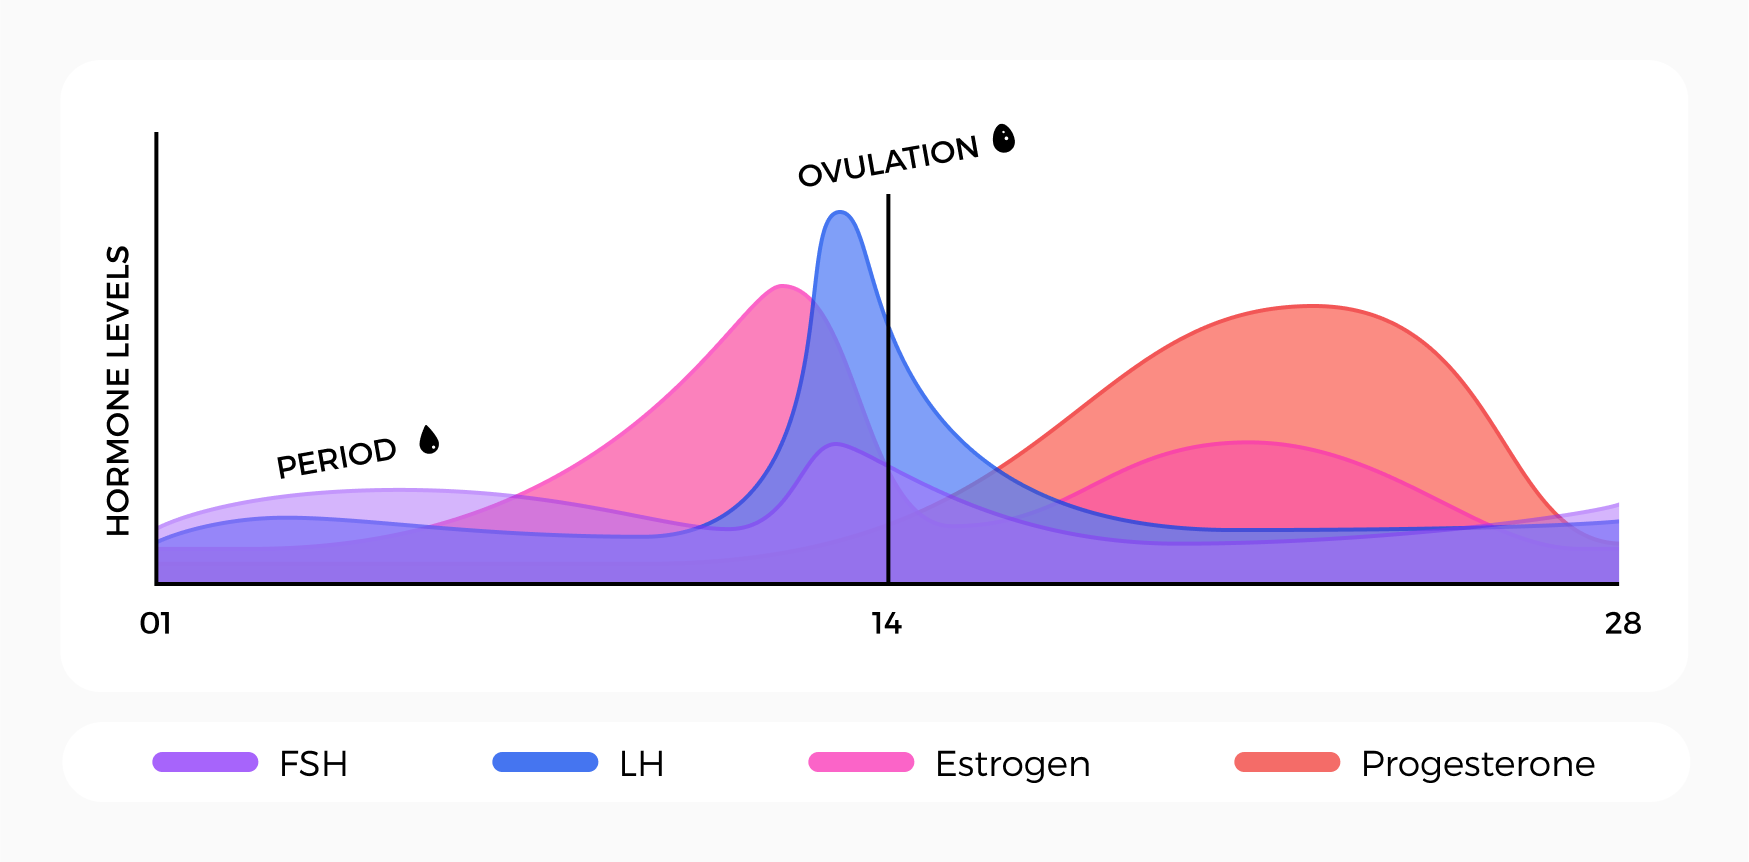 OVULATION
HORMONE LEVELS
PERIOD
01
14
28
FSH
LH
Estrogen
Progesterone